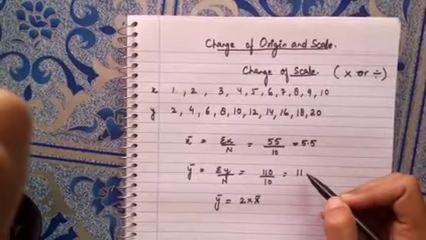 Change of Origin and Scale.
Change of Scale. (x or ÷)
x 1, 2, 3, 4, 5, 6, 7, 8, 9, 10
y 2, 4, 6, 8, 10, 12, 14, 16, 18, 20
x̄ = Σx/N = 55/10 = 5.5
ȳ = Σy/N = 110/10 = 11
ȳ = 2 x x̄